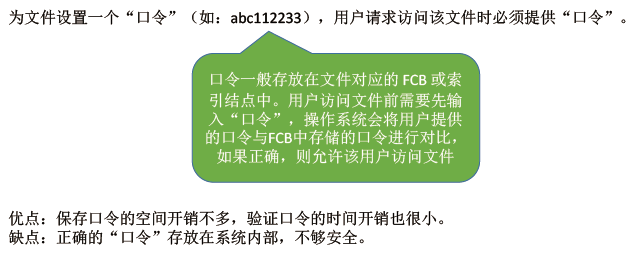 为文件设置一个“口令”（如：abc112233），用户请求访问该文件时必须提供“口令”。
口令一般存放在文件对应的 FCB 或索
引结点中。用户访问文件前需要先输
入“口令”，操作系统会将用户提供
的口令与FCB中存储的口令进行对比，
如果正确，则允许该用户访问文件
优点：保存口令的空间开销不多，验证口令的时间开销也很小。
缺点：正确的“口令”存放在系统内部，不够安全。